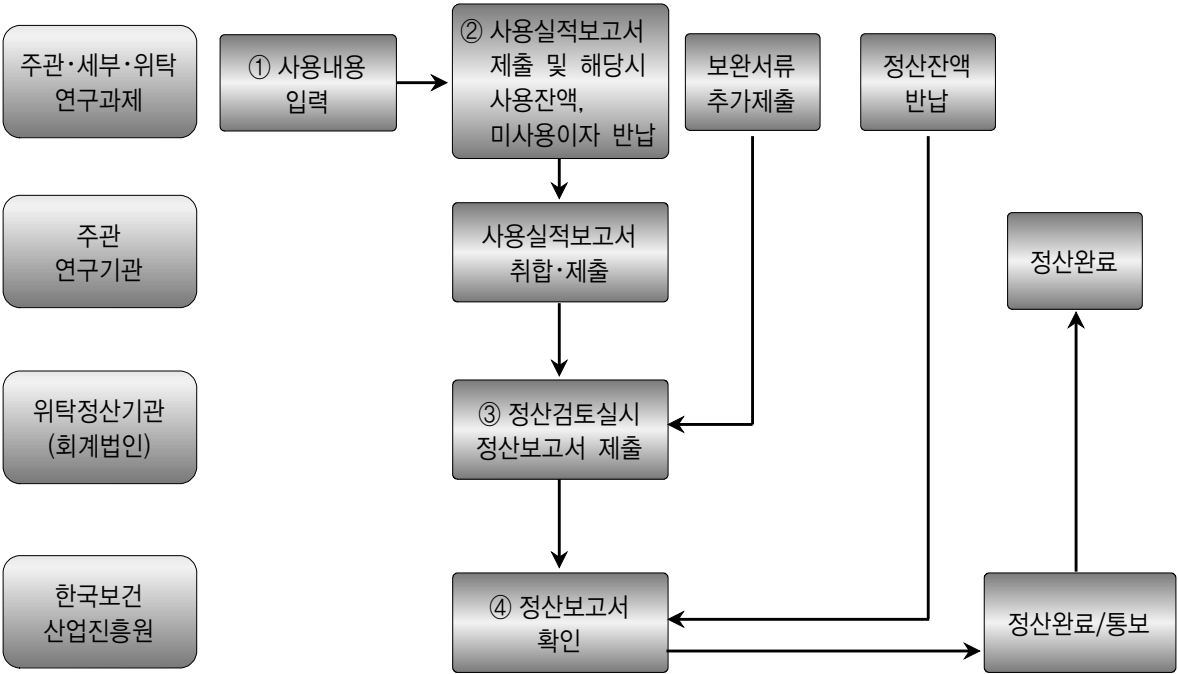 주관·세부·위탁
연구과제
① 사용내용
입력
② 사용실적보고서
제출 및 해당시
사용잔액,
미사용이자 반납
보완서류
추가제출
정산잔액
반납
주관
연구기관
사용실적보고서
취합·제출
정산완료
위탁정산기관
(회계법인)
③ 정산검토실시
정산보고서 제출
한국보건
산업진흥원
④ 정산보고서
확인
정산완료/통보